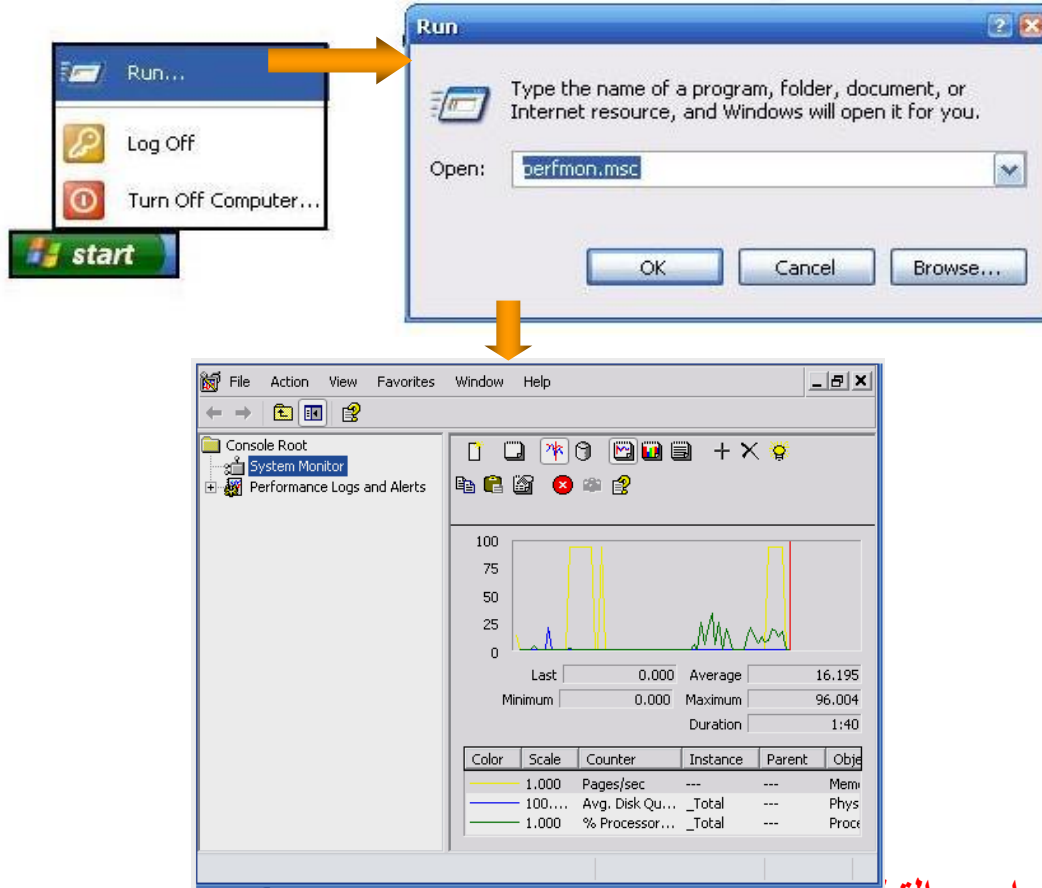 Run...
Log Off
Turn Off Computer...
start
Run
Type the name of a program, folder, document, or
Internet resource, and Windows will open it for you.
Open: perfmon.msc
OK Cancel Browse...
File Action View Favorites Window Help
Console Root
System Monitor
Performance Logs and Alerts
100
75
50
25
0
Last 0.000 Average 16.195
Minimum 0.000 Maximum 96.004
Duration 1:40
Color Scale Counter Instance Parent Obje
1.000 Pages/sec --- --- Mem
100.... Avg. Disk Qu... _Total --- Phys
1.000 % Processor... _Total --- Proce